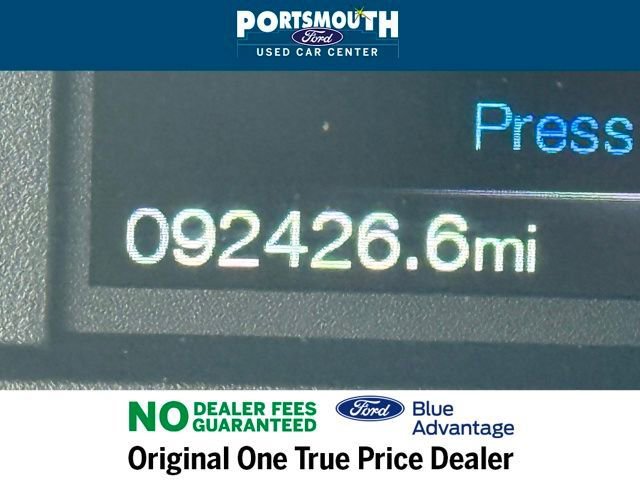 PORTSMOUTH
Ford
USED CAR CENTER
Press
092426.6mi
NO DEALER FEES GUARANTEED
Ford
Blue Advantage
Original One True Price Dealer